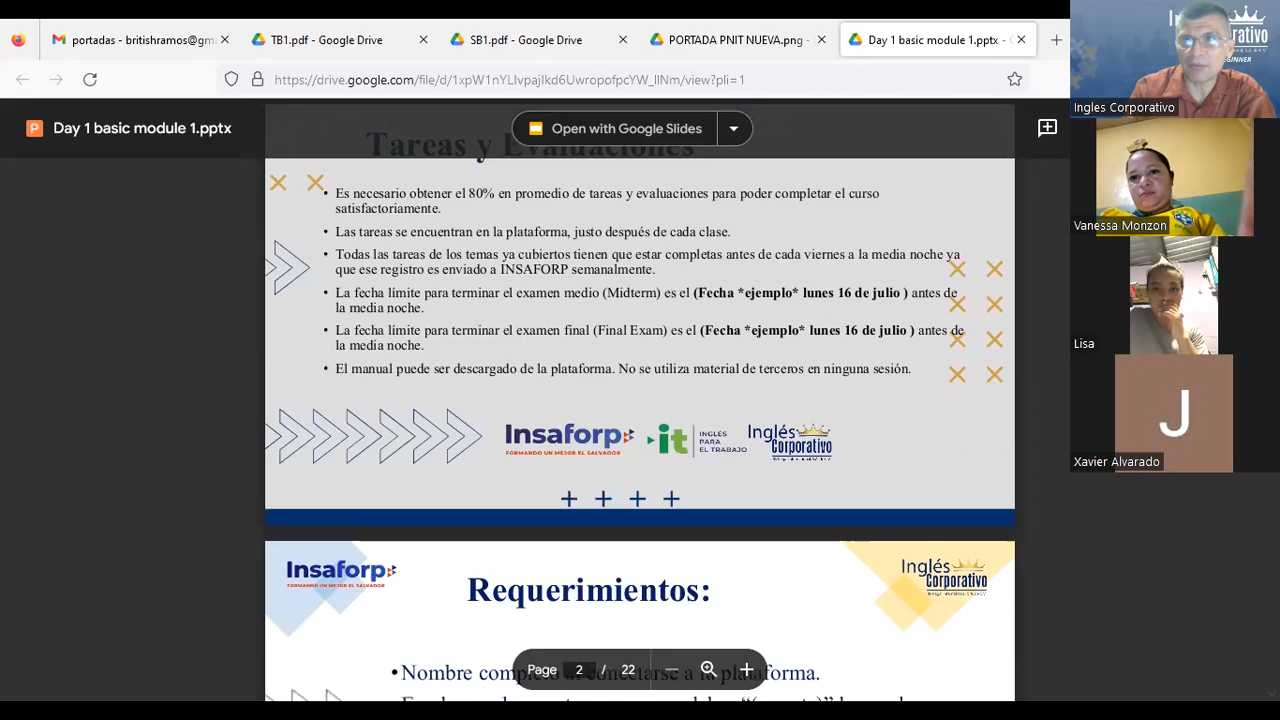 portadas - britishramos@gm
TB1.pdf - Google Drive
SB1.pdf - Google Drive
PORTADA PNIT NUEVA.png -
Day 1 basic module 1.pptx
https://drive.google.com/file/d/1xpW1nYLIvpajIkd6UwropofpcYW_IINm/view?pli=1
P Day 1 basic module 1.pptx
Open with Google Slides
Tareas y Evaluaciones
• Es necesario obtener el 80% en promedio de tareas y evaluaciones para poder completar el curso
satisfactoriamente.
• Las tareas se encuentran en la plataforma, justo después de cada clase.
• Todas las tareas de los temas ya cubiertos tienen que estar completas antes de cada viernes a la media noche ya
que ese registro es enviado a INSAFORP semanalmente.
• La fecha límite para terminar el examen medio (Midterm) es el (Fecha *ejemplo* lunes 16 de julio ) antes de
la media noche.
• La fecha límite para terminar el examen final (Final Exam) es el (Fecha *ejemplo* lunes 16 de julio ) antes de
la media noche.
• El manual puede ser descargado de la plataforma. No se utiliza material de terceros en ninguna sesión.
Insaforp
FORMANDO UN MEJOR EL SALVADOR
it
INGLÉS
PARA
EL TRABAJO
Inglés
Corporativo
Insaforp
FORMANDO UN MEJOR EL SALVADOR
Inglés
Corporativo
Requerimientos:
• Nombre completo al conectarse a la plataforma.
Page 2 / 22
Ingles Corporativo
Vanessa Monzon
Lisa
J
Xavier Alvarado